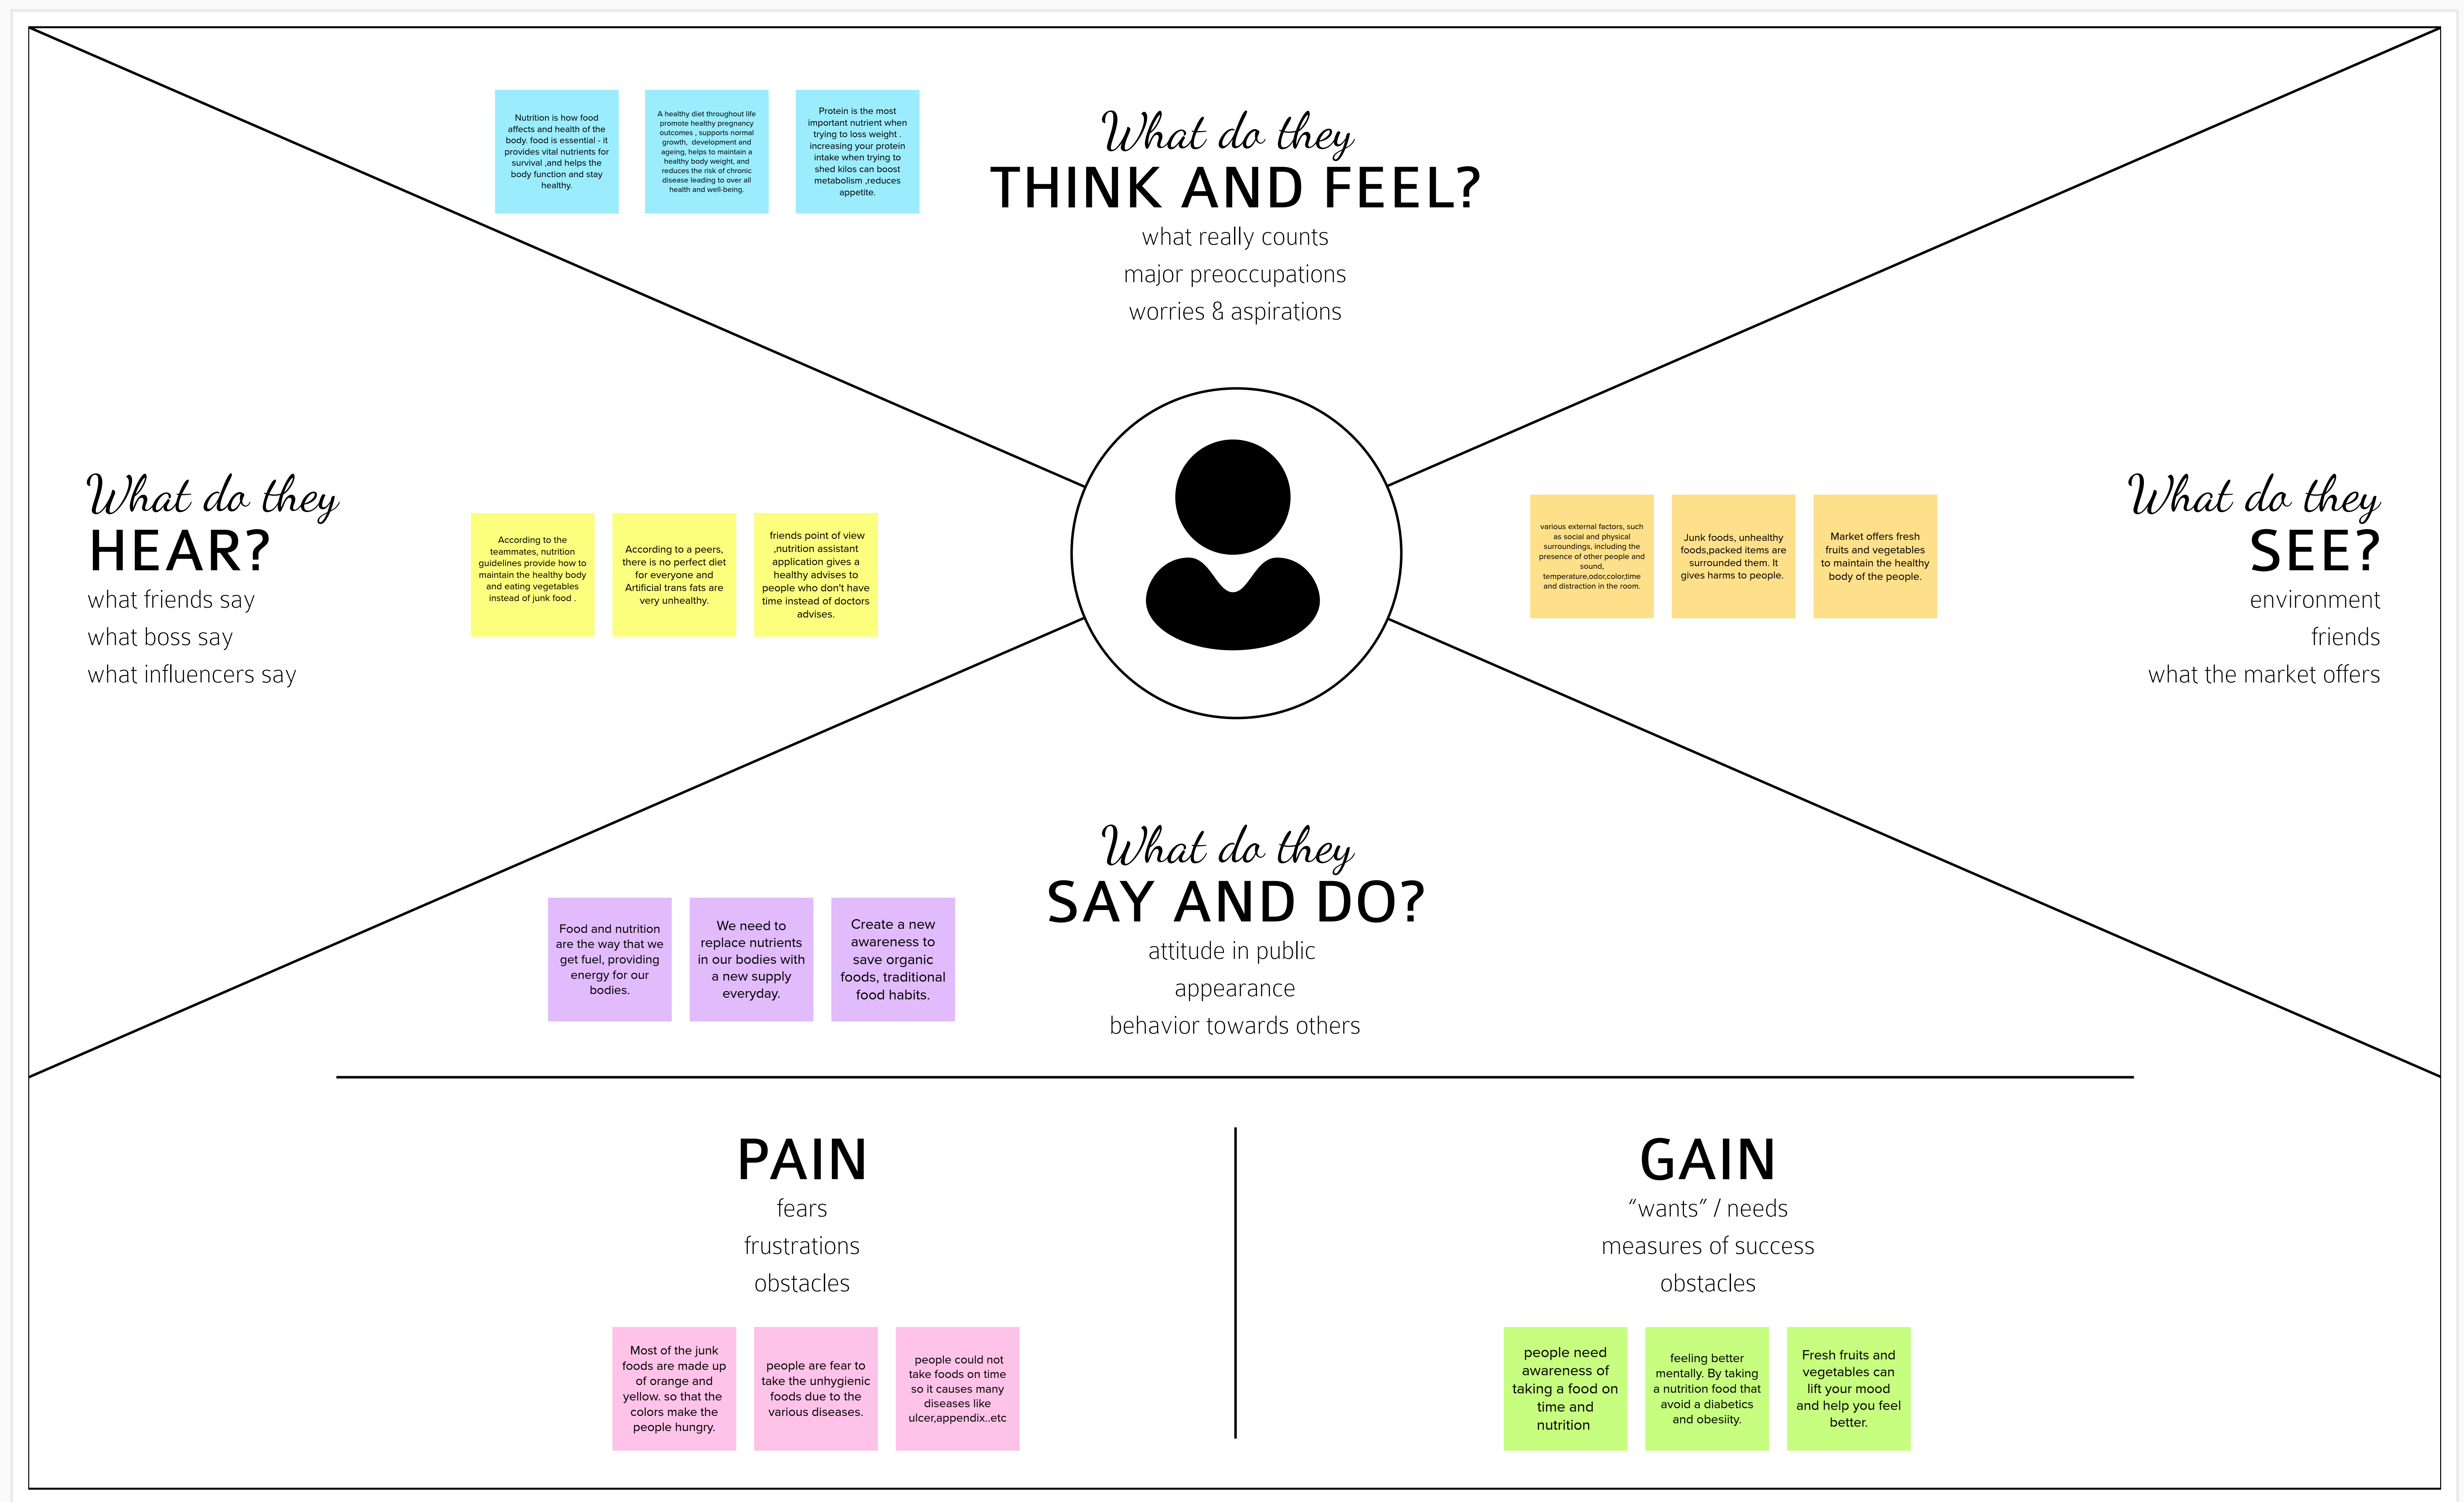 Nutrition is how food
affects and health of the
body. food is essential - it
provides vital nutrients for
survival ,and helps the
body function and stay
healthy.
A healthy diet throughout life
promote healthy pregnancy
outcomes , supports normal
growth, development and
ageing, helps to maintain a
healthy body weight, and
reduces the risk of chronic
disease leading to over all
health and well-being.
Protein is the most
important nutrient when
trying to loss weight .
increasing your protein
intake when trying to
shed kilos can boost
metabolism ,reduces
appetite.
What do they
THINK AND FEEL?
what really counts
major preoccupations
worries & aspirations
What do they
HEAR?
what friends say
what boss say
what influencers say
According to the
teammates, nutrition
guidelines provide how to
maintain the healthy body
and eating vegetables
instead of junk food .
According to a peers,
there is no perfect diet
for everyone and
Artificial trans fats are
very unhealthy.
friends point of view
,nutrition assistant
application gives a
healthy advises to
people who don't have
time instead of doctors
advises.
various external factors, such
as social and physical
surroundings, including the
presence of other people and
sound,
temperature,odor,color,time
and distraction in the room.
Junk foods, unhealthy
foods,packed items are
surrounded them. It
gives harms to people.
Market offers fresh
fruits and vegetables
to maintain the healthy
body of the people.
What do they
SEE?
environment
friends
what the market offers
Food and nutrition
are the way that we
get fuel, providing
energy for our
bodies.
We need to
replace nutrients
in our bodies with
a new supply
everyday.
Create a new
awareness to
save organic
foods, traditional
food habits.
What do they
SAY AND DO?
attitude in public
appearance
behavior towards others
PAIN
fears
frustrations
obstacles
Most of the junk
foods are made up
of orange and
yellow. so that the
colors make the
people hungry.
people are fear to
take the unhygienic
foods due to the
various diseases.
people could not
take foods on time
so it causes many
diseases like
ulcer,appendix..etc
GAIN
“wants” / needs
measures of success
obstacles
people need
awareness of
taking a food on
time and
nutrition
feeling better
mentally. By taking
a nutrition food that
avoid a diabetics
and obesiity.
Fresh fruits and
vegetables can
lift your mood
and help you feel
better.